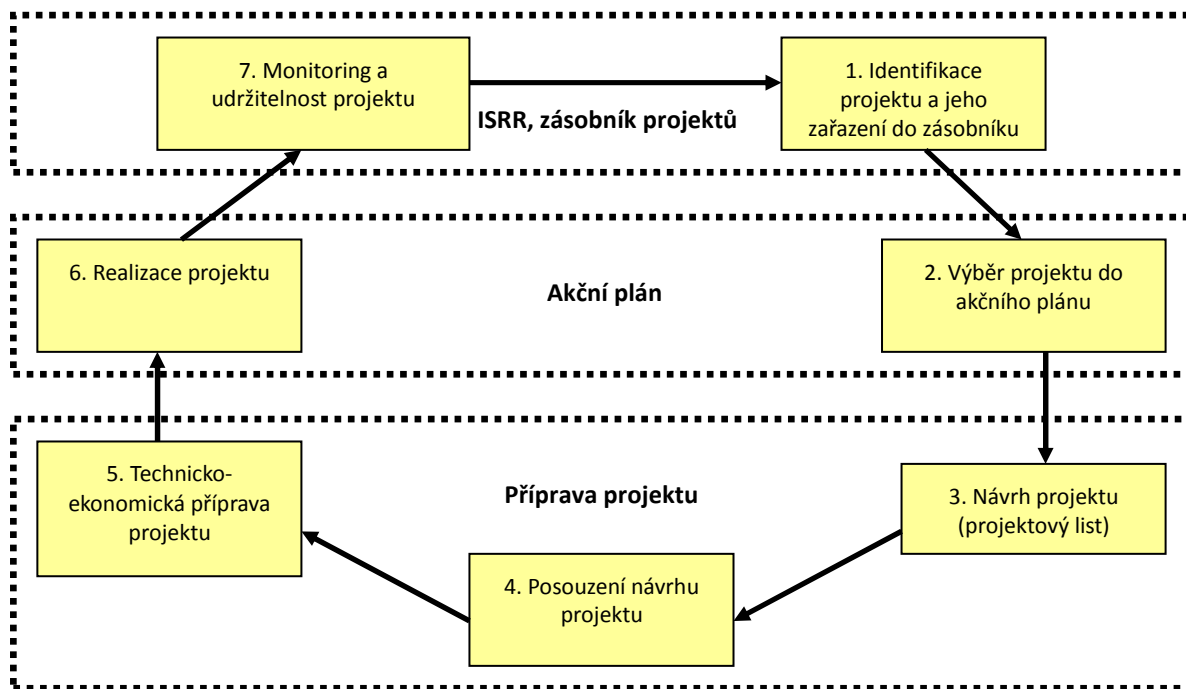 7. Monitoring a
udržitelnost projektu
ISRR, zásobník projektů
1. Identifikace
projektu a jeho
zařazení do zásobníku
6. Realizace projektu
Akční plán
2. Výběr projektu do
akčního plánu
5. Technicko-
ekonomická příprava
projektu
Příprava projektu
3. Návrh projektu
(projektový list)
4. Posouzení návrhu
projektu